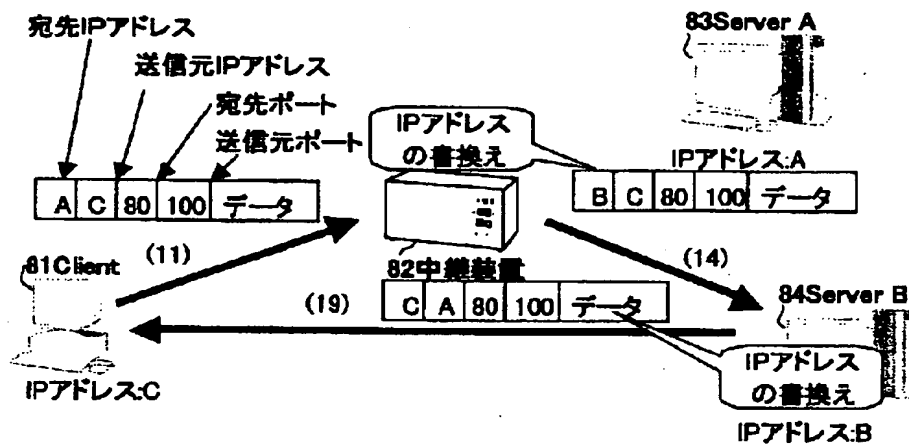 宛先IPアドレス
送信元IPアドレス
宛先ポート
送信元ポート
A C 80 100 データ
IPアドレス
の書換え
83Server A
IPアドレス:A
B C 80 100 データ
81Client
(11)
82中継装置
(14)
84Server B
(19)
C A 80 100 データ
IPアドレス
の書換え
IPアドレス:C
IPアドレス:B